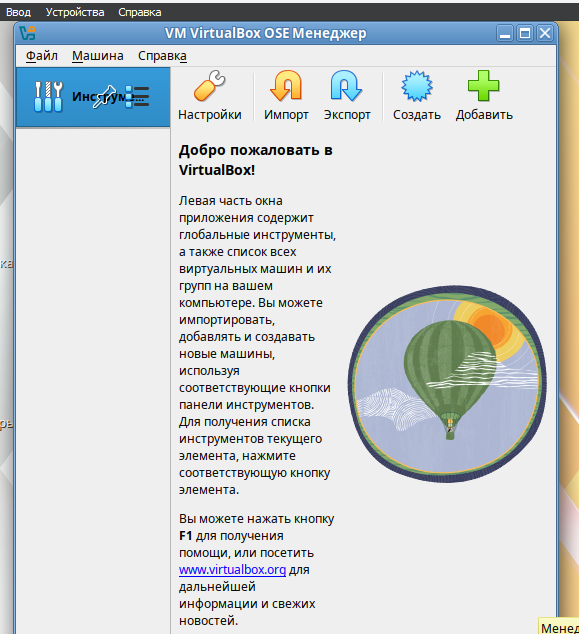 Ввод Устройства Справка
VM VirtualBox OSE Менеджер
Файл Машина Справка
Настройки Импорт Экспорт Создать Добавить
Добро пожаловать в
VirtualBox!
Левая часть окна
приложения содержит
глобальные инструменты,
а также список всех
виртуальных машин и их
групп на вашем
компьютере. Вы можете
импортировать,
добавлять и создавать
новые машины,
используя
соответствующие кнопки
панели инструментов.
Для получения списка
инструментов текущего
элемента, нажмите
соответствующую кнопку
элемента.
Вы можете нажать кнопку
F1 для получения
помощи, или посетить
www.virtualbox.org для
дальнейшей
информации и свежих
новостей.